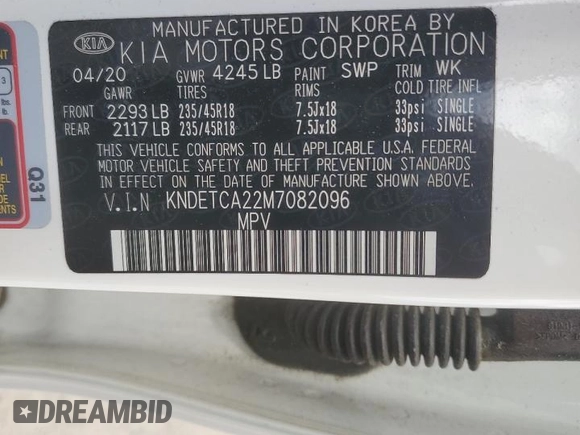 MANUFACTURED IN KOREA BY
KIA
KIA MOTORS CORPORATION
04/20 GVWR 4245 LB PAINT SWP TRIM WK
GAWR TIRES RIMS COLD TIRE INFL
FRONT 2293 LB 235/45R18 7.5Jx18 33psi SINGLE
REAR 2117 LB 235/45R18 7.5Jx18 33psi SINGLE
THIS VEHICLE CONFORMS TO ALL APPLICABLE U.S.A. FEDERAL
MOTOR VEHICLE SAFETY AND THEFT PREVENTION STANDARDS
IN EFFECT ON THE DATE OF MANUFACTURE SHOWN ABOVE.
V.I.N KNDETCA22M7082096
MPV
Q31
3
lbs.
DREAMBID